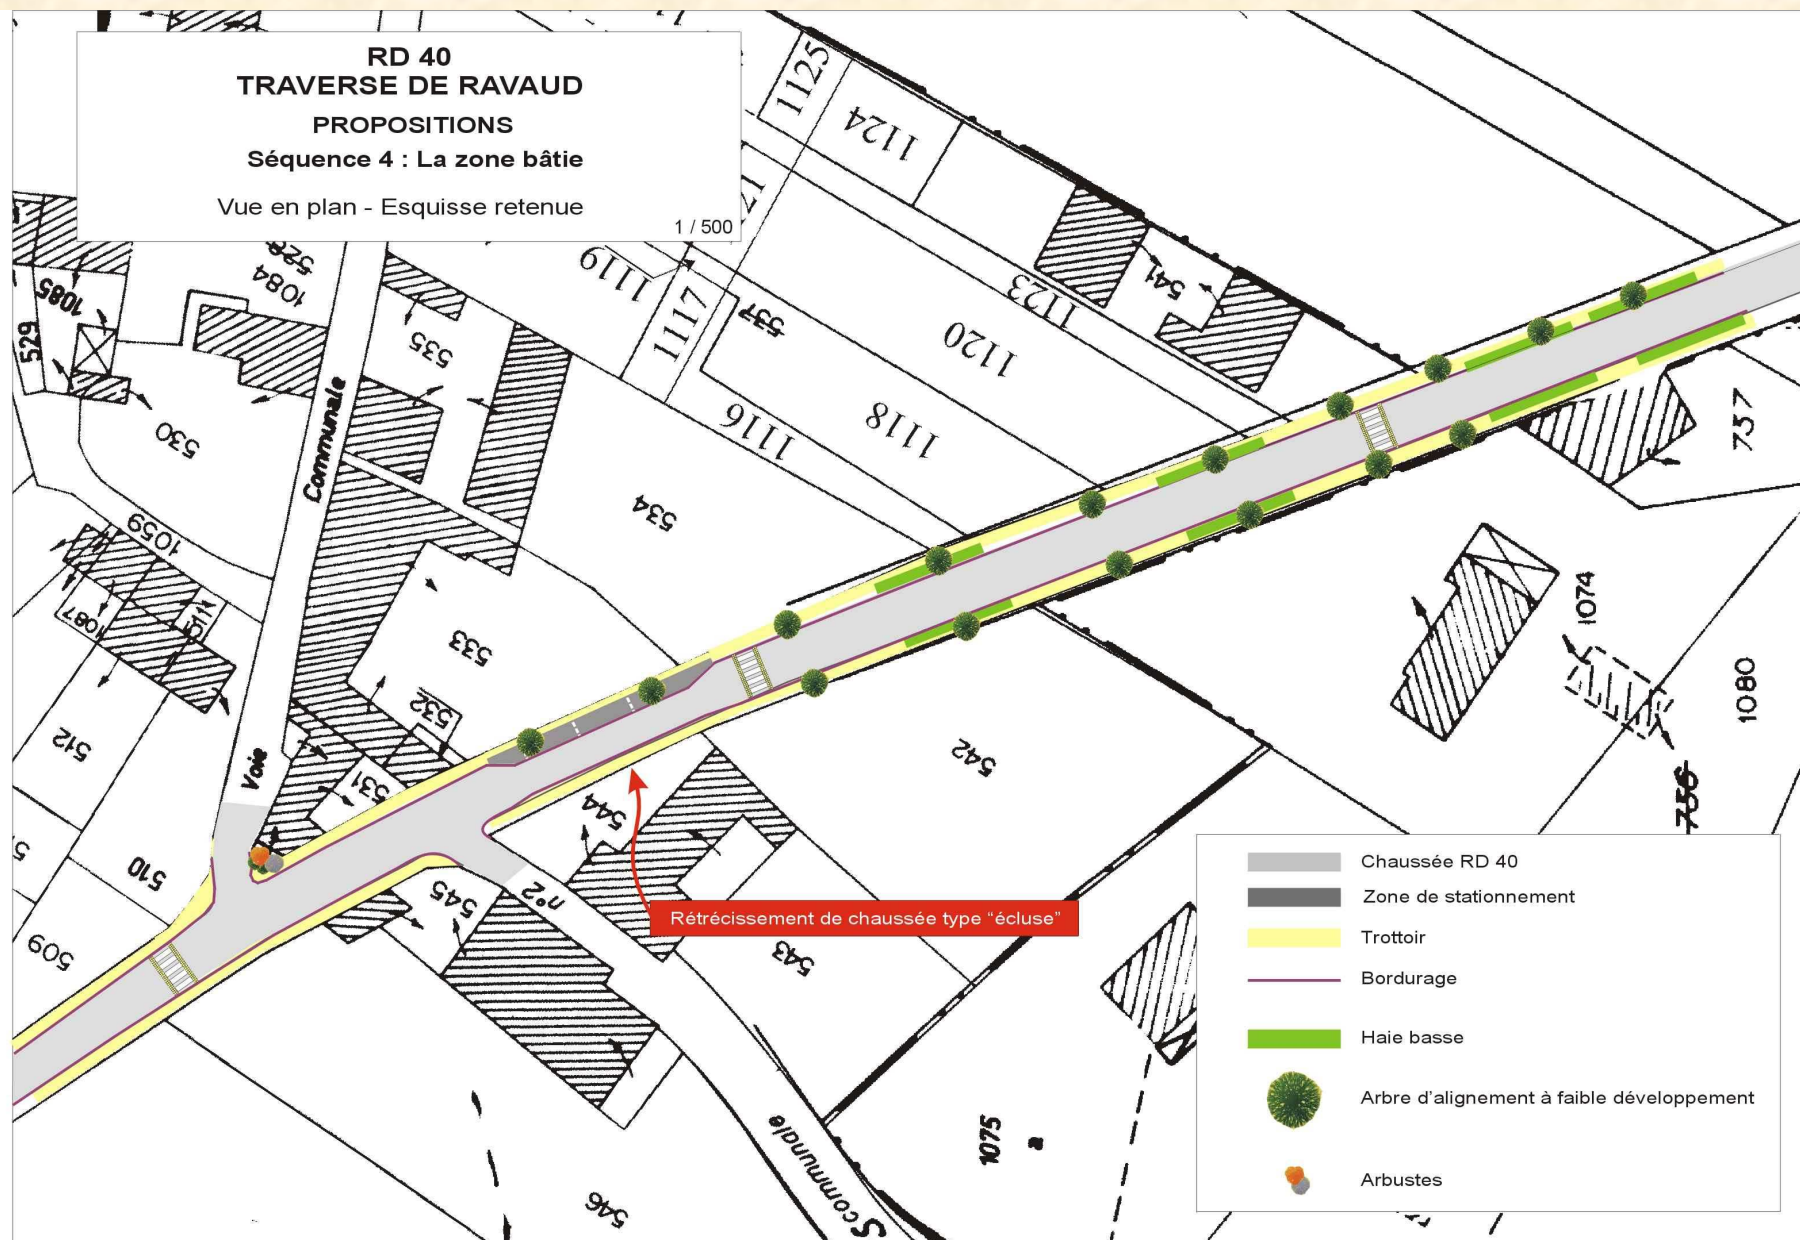 RD 40
TRAVERSE DE RAVAUD
PROPOSITIONS
Séquence 4 : La zone bâtie
Vue en plan - Esquisse retenue
1 / 500
1125
1124
541
1123
1120
1119
1117
537
1118
1116
1084
1085
529
535
530
Communale
534
1059
1087
533
532
512
Voie
531
510
544
545
n°2
509
542
543
737
1074
1080
756
1075
a
546
S communale
Rétrécissement de chaussée type “écluse”
Chaussée RD 40
Zone de stationnement
Trottoir
Bordurage
Haie basse
Arbre d’alignement à faible développement
Arbustes